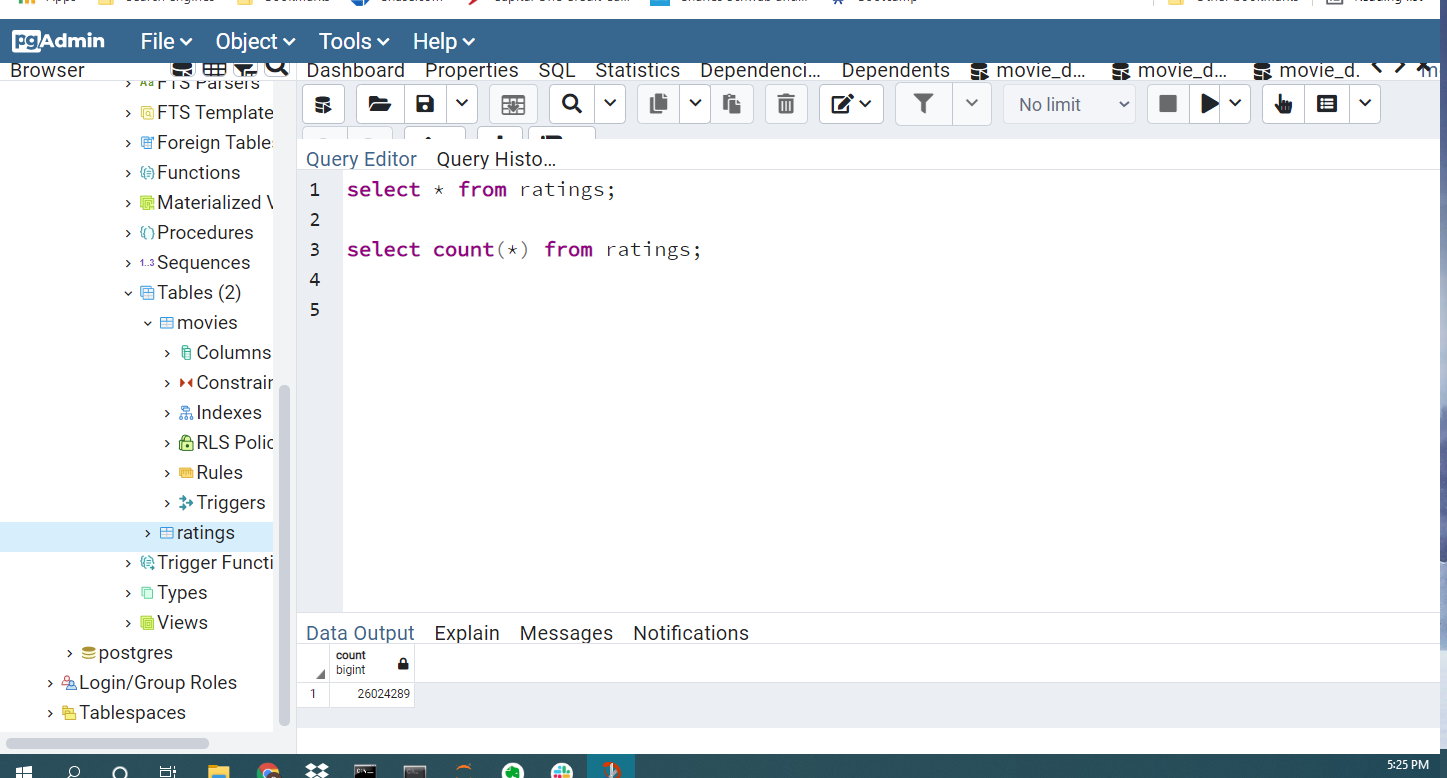 pgAdmin File Object Tools Help
Browser
Dashboard Properties SQL Statistics Dependenci... Dependents movie_d... movie_d... movie_d.
FTS Parsers
FTS Template
Foreign Table
Functions
Materialized V
Procedures
1..3 Sequences
Tables (2)
movies
Columns
Constrain
Indexes
RLS Polic
Rules
Triggers
ratings
Trigger Functi
Types
Views
postgres
Login/Group Roles
Tablespaces
No limit
Query Editor Query Histo...
1 select * from ratings;
2
3 select count(*) from ratings;
4
5
Data Output Explain Messages Notifications
count
bigint
1 26024289
5:25 PM